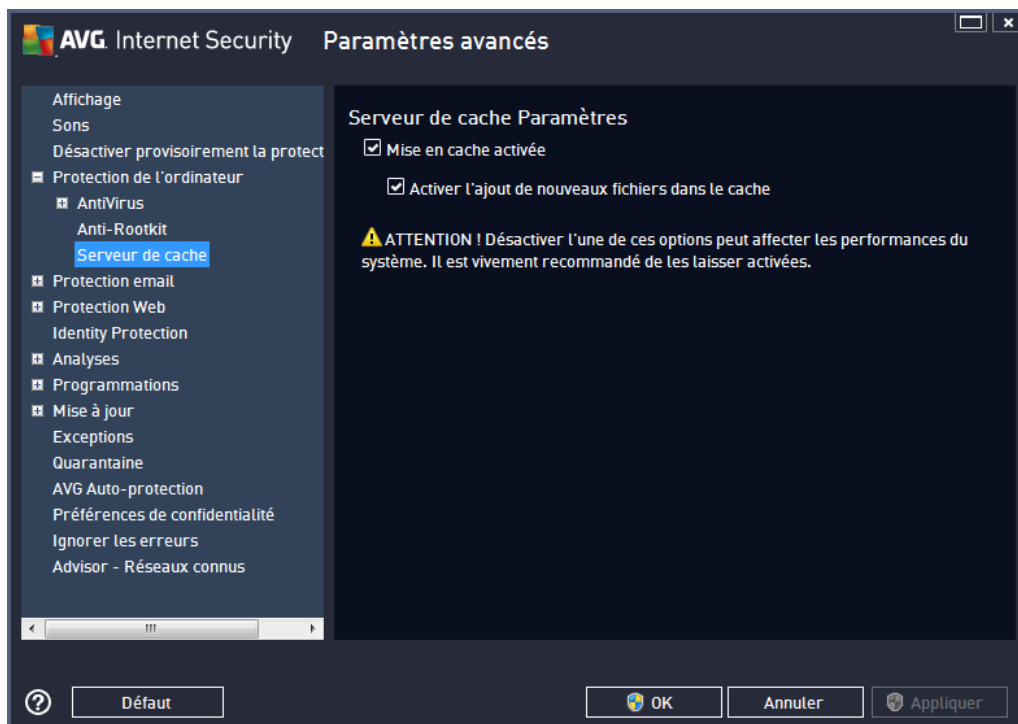 AVG. Internet Security Paramètres avancés
Affichage
Sons
Désactiver provisoirement la protect
Protection de l'ordinateur
AntiVirus
Anti-Rootkit
Serveur de cache
Protection email
Protection Web
Identity Protection
Analyses
Programmations
Mise à jour
Exceptions
Quarantaine
AVG Auto-protection
Préférences de confidentialité
Ignorer les erreurs
Advisor - Réseaux connus
Serveur de cache Paramètres
Mise en cache activée
Activer l'ajout de nouveaux fichiers dans le cache
ATTENTION ! Désactiver l'une de ces options peut affecter les performances du
système. Il est vivement recommandé de les laisser activées.
Défaut
OK
Annuler
Appliquer